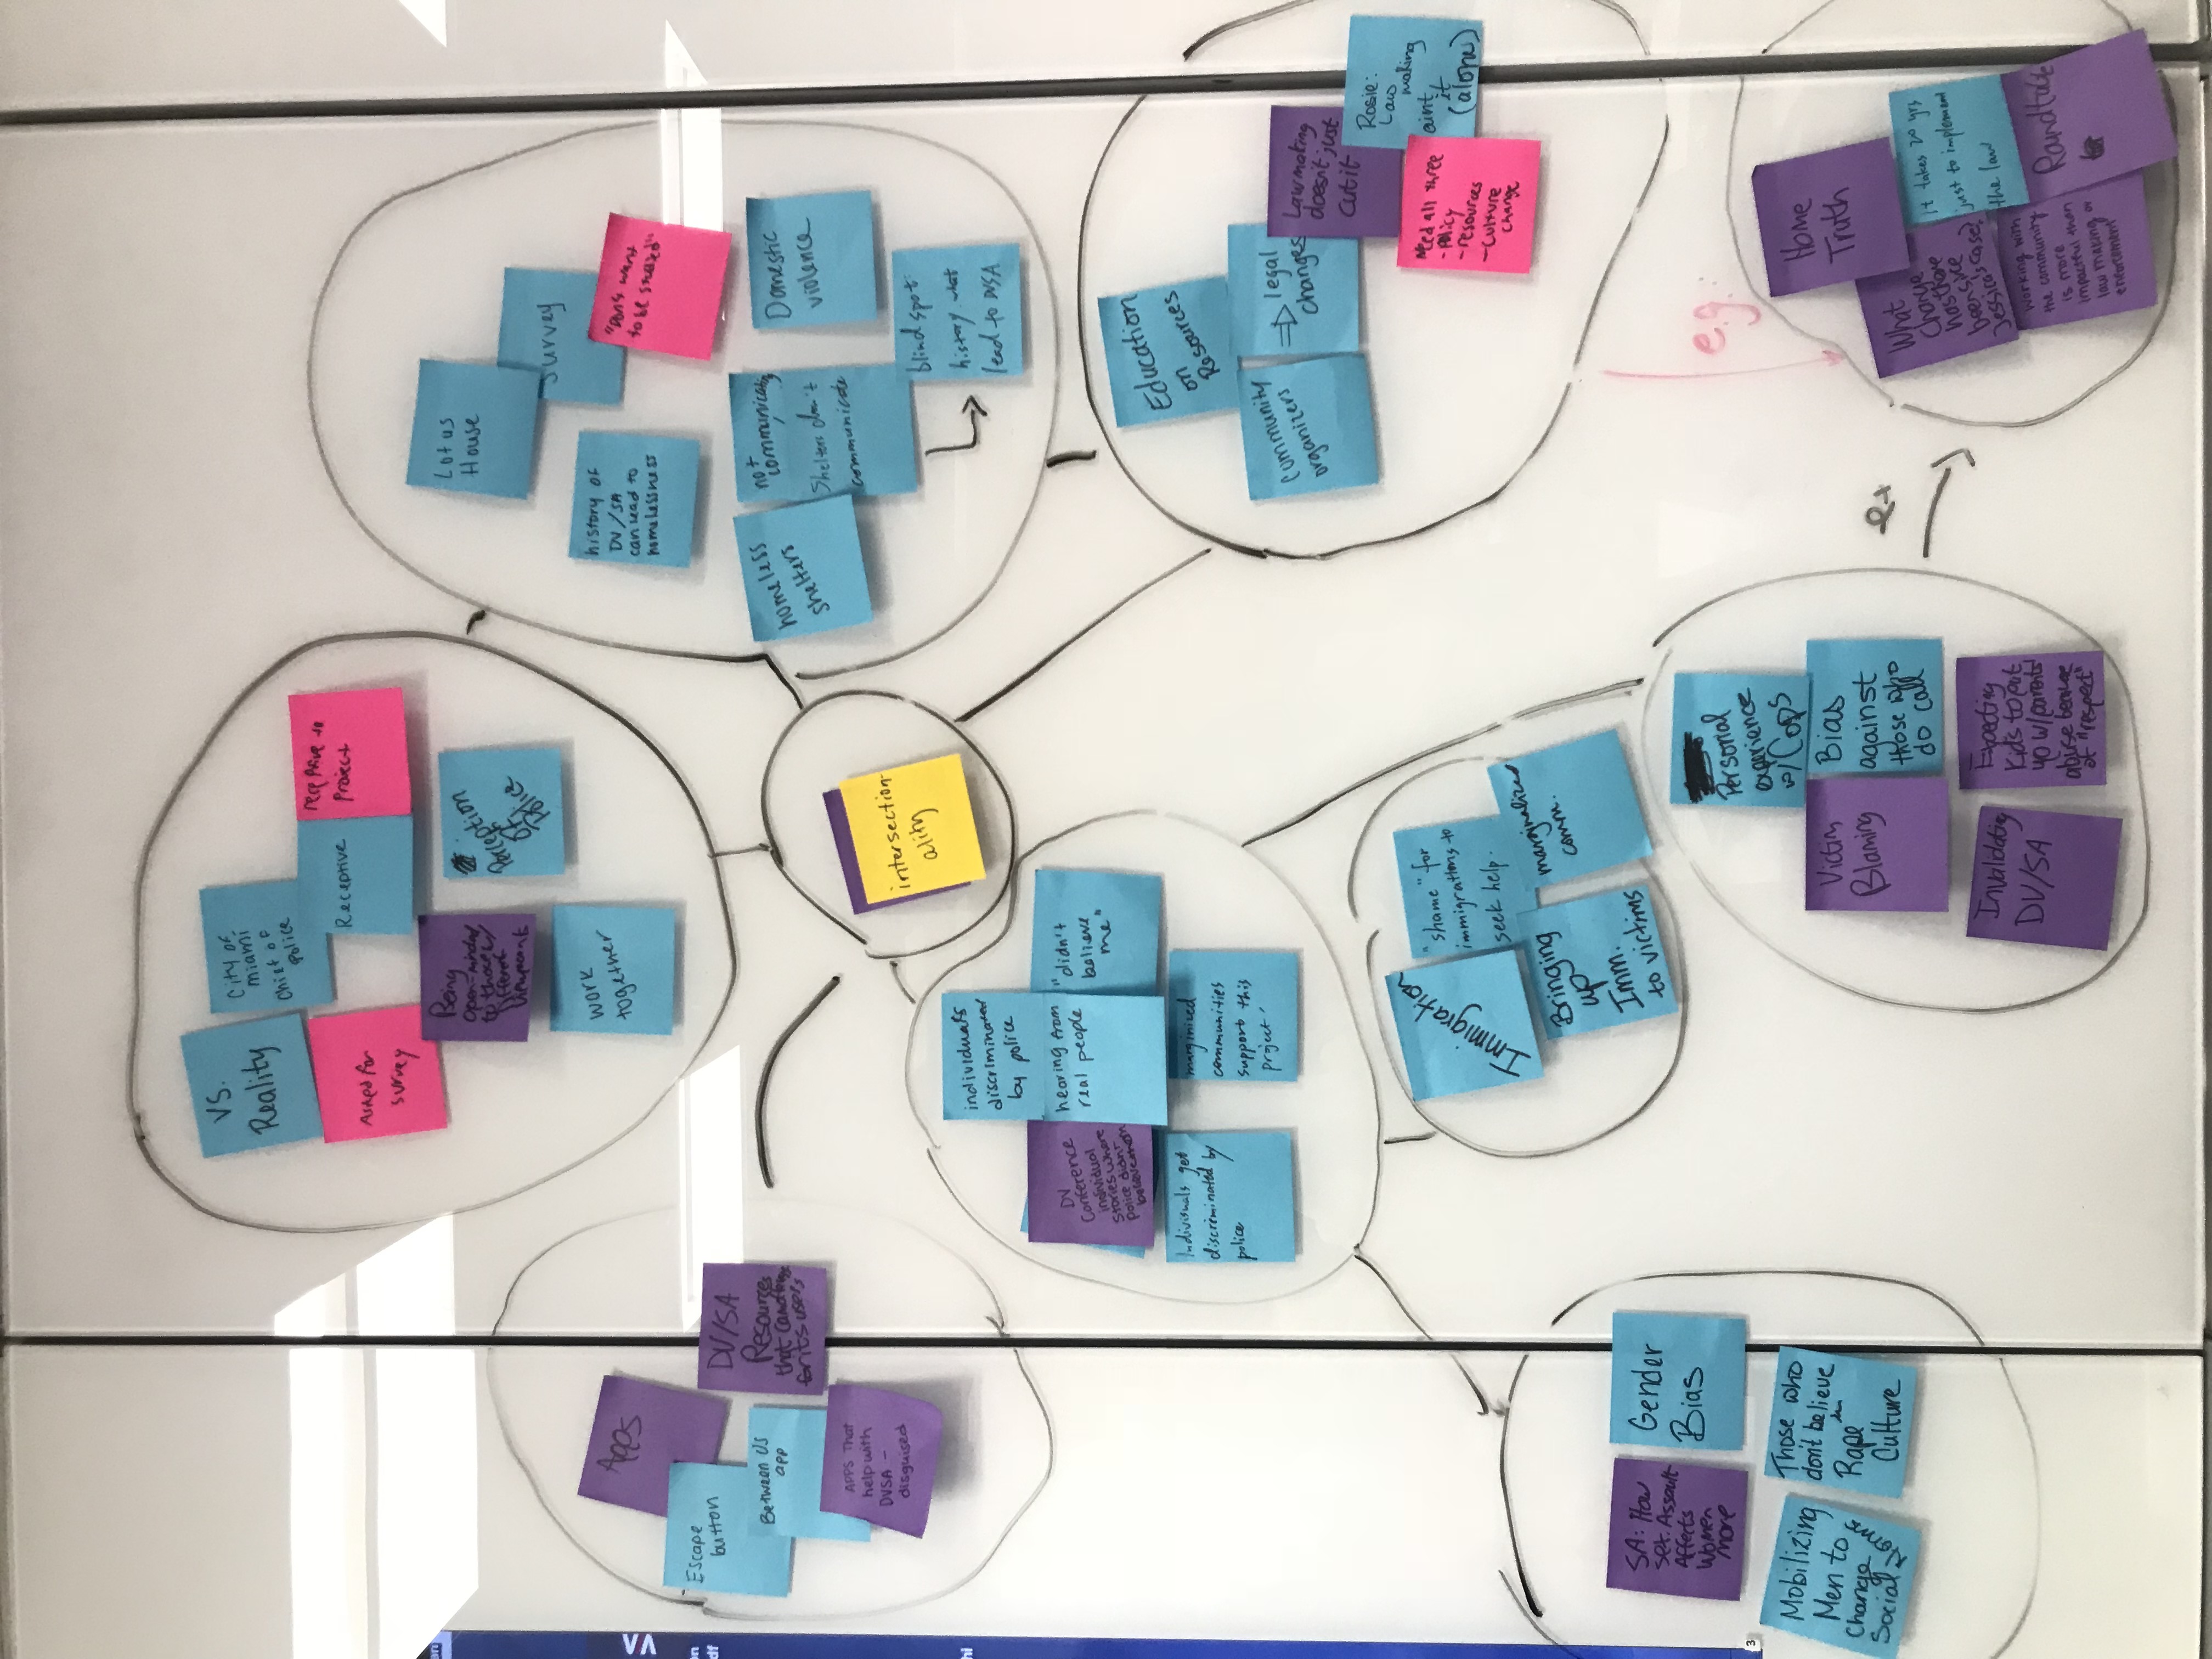 VS.
Reality
City of
miami
Chief of
Police
Asked for
survey
Receptive
receptive to
Project
Being
open-minded
to those w/
Different
Viewpoints
Perception
of
Police
work
together
Lotus
House
Survey
history of
DV/SA
can lead to
homelessness
"Don't want
to be studied"
homeless
shelters
not
communicating
Shelters don't
communicate
Domestic
violence
blind spot:
history what
lead to DVSA
Apps
Escape
button
Between Us
app
DV/SA
Resources
that can
for its users
APPS That
help with
DVSA -
disguised
intersection-
ality
individuals
discriminated
by police
DV
Conference
individual
Stories where
police didn't
believe them
hearing from
real people
"didn't
believe
me"
Indivisuals get
discriminated by
police
marginized
communities
support this
project
Education
on
Resources
Community
organizers
⇒ legal
changes
Lawmaking
doesn't just
cut it
Rosie:
Law
making
aint
it
(alone)
Need all three
- Policy
- resources
- Culture
change
Immigration
"shame" for
immigrations to
seek help.
Bringing
up
Imm.
to victims
marginalized
comm.
SA: How
sex. Assault
Affects
Women
more
Gender
Bias
Mobilizing
Men to
Change
Social
Norms
Those who
don't believe
in
Rape
Culture
Personal
experience
w/ Cops
Victim
Blaming
Bias
against
those who
do call
Invalidating
DV/SA
Expecting
Kids to put
up w/ parents'
abuse because
of "respect"
ex
e.g.
Home
Truth
What
change
has there
been since
Jessica's case?
it takes 20 yrs
just to implement
the law
Working with
the community
is more
impactful than
law making or
enforcement
Roundtable
3